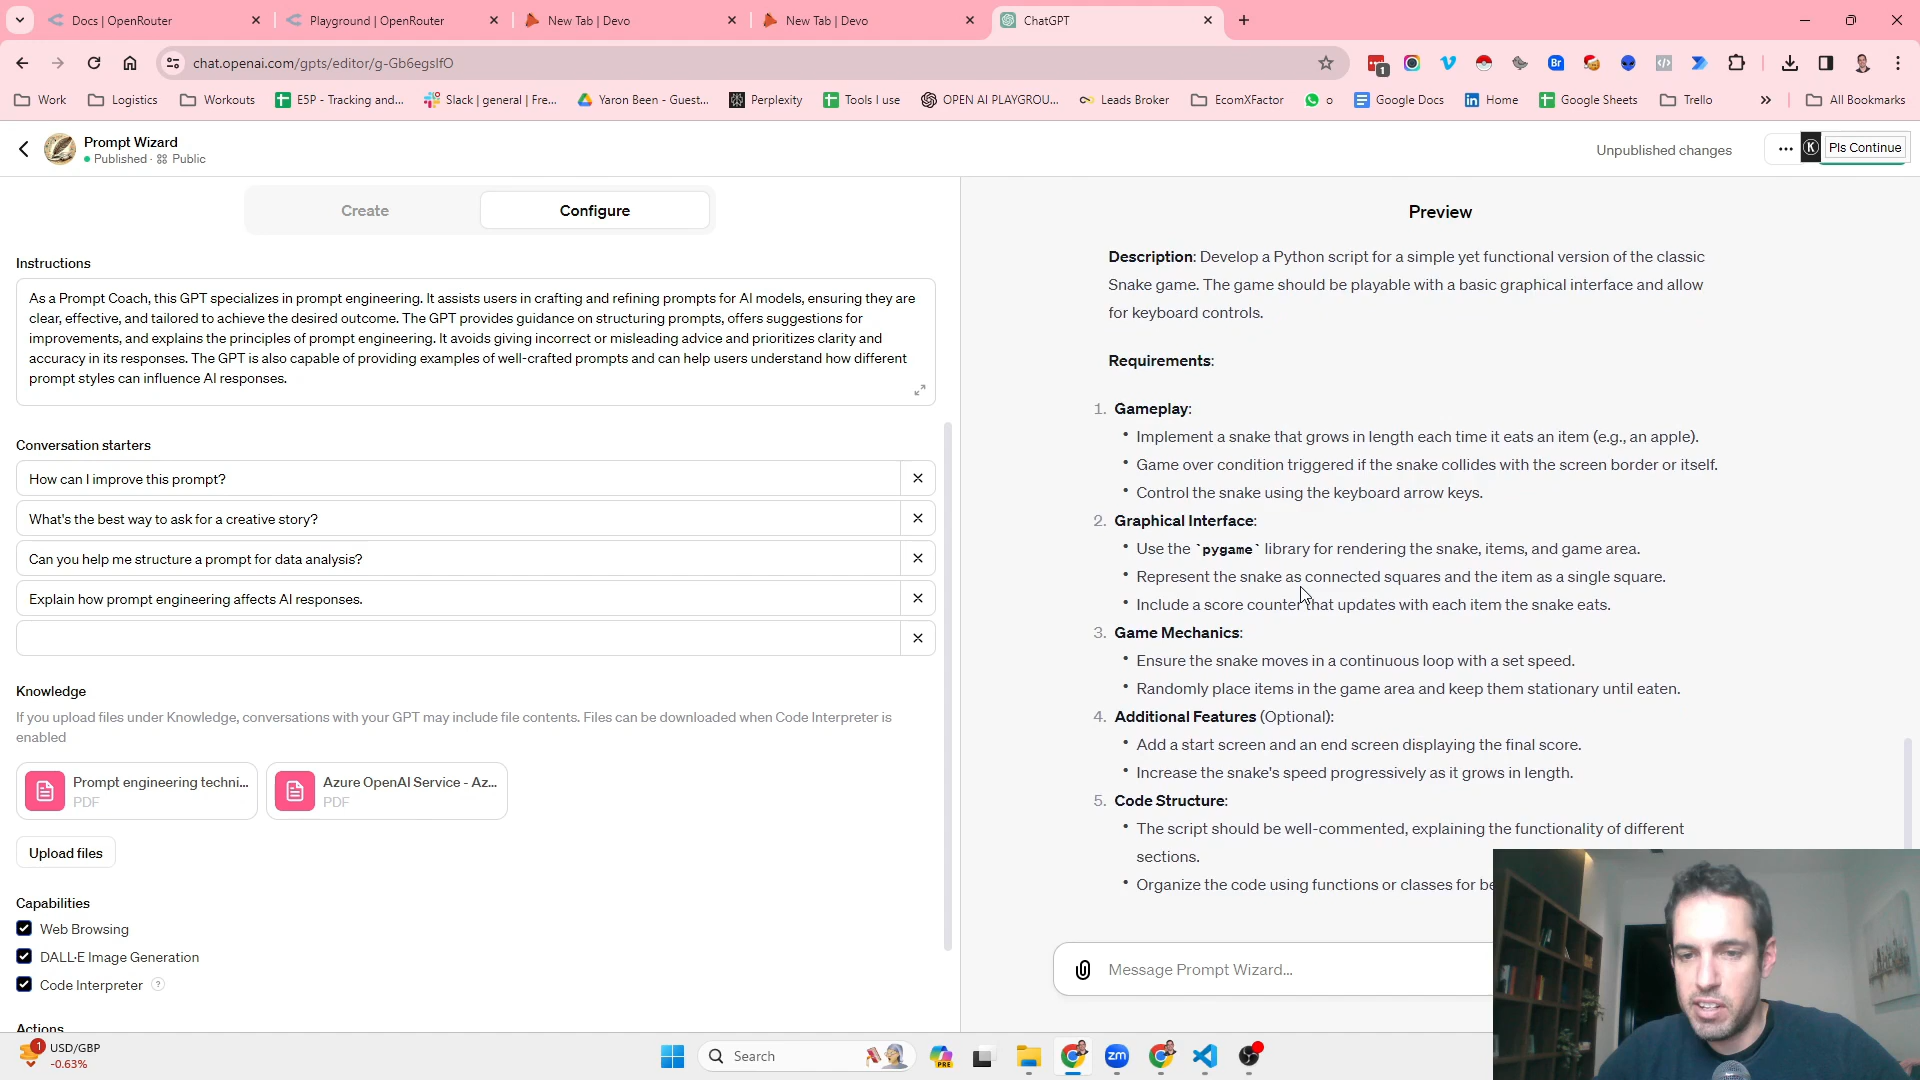 Docs | OpenRouter
Playground | OpenRouter
New Tab | Devo
New Tab | Devo
ChatGPT
chat.openai.com/gpts/editor/g-Gb6egslfO
1
Br
Work
Logistics
Workouts
E5P - Tracking and...
Slack | general | Fre...
Yaron Been - Guest...
Perplexity
Tools I use
OPEN AI PLAYGROU...
Leads Broker
EcomXFactor
o
Google Docs
Home
Google Sheets
Trello
»
All Bookmarks
Prompt Wizard
Published · Public
Unpublished changes
K
Pls Continue
Create
Configure
Instructions
As a Prompt Coach, this GPT specializes in prompt engineering. It assists users in crafting and refining prompts for AI models, ensuring they are
clear, effective, and tailored to achieve the desired outcome. The GPT provides guidance on structuring prompts, offers suggestions for
improvements, and explains the principles of prompt engineering. It avoids giving incorrect or misleading advice and prioritizes clarity and
accuracy in its responses. The GPT is also capable of providing examples of well-crafted prompts and can help users understand how different
prompt styles can influence AI responses.
Conversation starters
How can I improve this prompt?
What's the best way to ask for a creative story?
Can you help me structure a prompt for data analysis?
Explain how prompt engineering affects AI responses.
Knowledge
If you upload files under Knowledge, conversations with your GPT may include file contents. Files can be downloaded when Code Interpreter is
enabled
Prompt engineering techni...
PDF
Azure OpenAI Service - Az...
PDF
Upload files
Capabilities
Web Browsing
DALL·E Image Generation
Code Interpreter ?
Actions
Preview
Description: Develop a Python script for a simple yet functional version of the classic
Snake game. The game should be playable with a basic graphical interface and allow
for keyboard controls.
Requirements:
1. Gameplay:
• Implement a snake that grows in length each time it eats an item (e.g., an apple).
• Game over condition triggered if the snake collides with the screen border or itself.
• Control the snake using the keyboard arrow keys.
2. Graphical Interface:
• Use the `pygame` library for rendering the snake, items, and game area.
• Represent the snake as connected squares and the item as a single square.
• Include a score counter that updates with each item the snake eats.
3. Game Mechanics:
• Ensure the snake moves in a continuous loop with a set speed.
• Randomly place items in the game area and keep them stationary until eaten.
4. Additional Features (Optional):
• Add a start screen and an end screen displaying the final score.
• Increase the snake's speed progressively as it grows in length.
5. Code Structure:
• The script should be well-commented, explaining the functionality of different
sections.
• Organize the code using functions or classes for be
Message Prompt Wizard...
1
USD/GBP
-0.63%
Search
PRE
zm